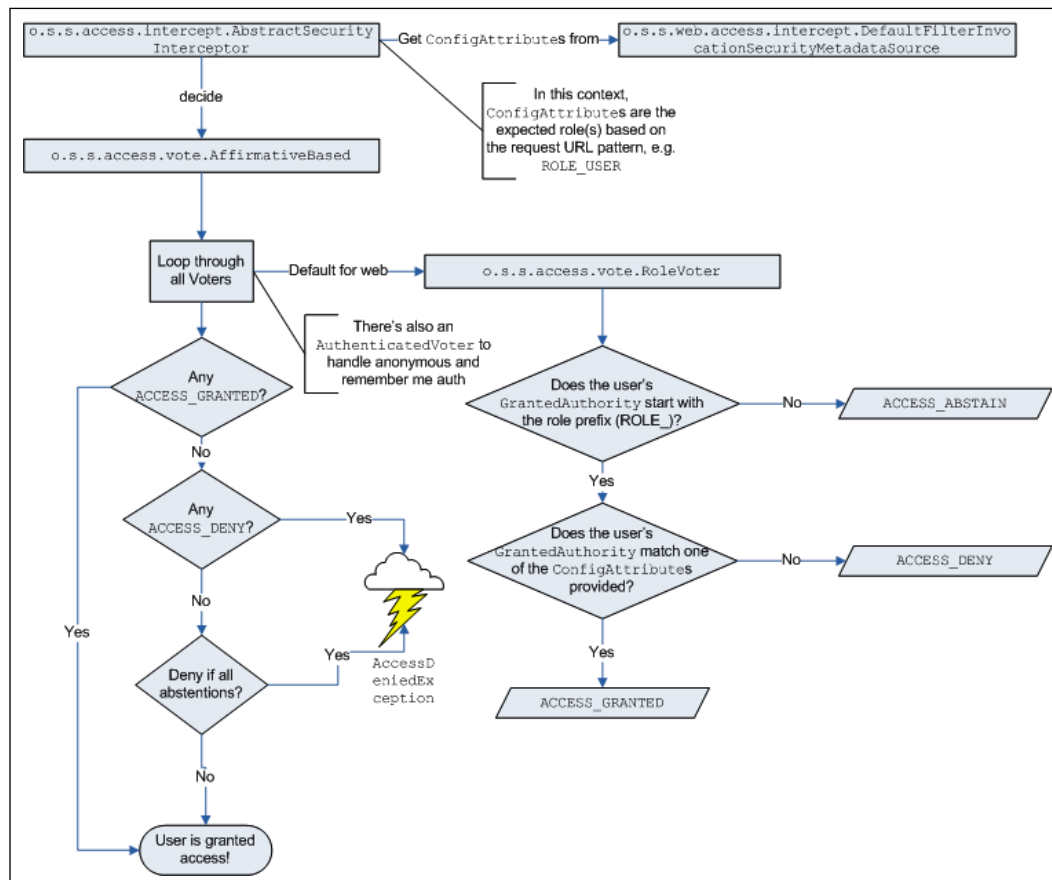 o.s.s.access.intercept.AbstractSecurity
Interceptor
Get ConfigAttributes from
o.s.s.web.access.intercept.DefaultFilterInvo
cationSecurityMetadataSource
decide
In this context,
ConfigAttributes are the
expected role(s) based on
the request URL pattern, e.g.
ROLE_USER
o.s.s.access.vote.AffirmativeBased
Loop through
all Voters
Default for web
o.s.s.access.vote.RoleVoter
There's also an
AuthenticatedVoter to
handle anonymous and
remember me auth
Any
ACCESS_GRANTED?
Does the user's
GrantedAuthority start with
the role prefix (ROLE_)?
No
ACCESS_ABSTAIN
No
Yes
Any
ACCESS_DENY?
Yes
Does the user's
GrantedAuthority match one
of the ConfigAttributes
provided?
No
ACCESS_DENY
No
Yes
Deny if all
abstentions?
Yes
AccessD
eniedEx
ception
Yes
ACCESS_GRANTED
No
User is granted
access!